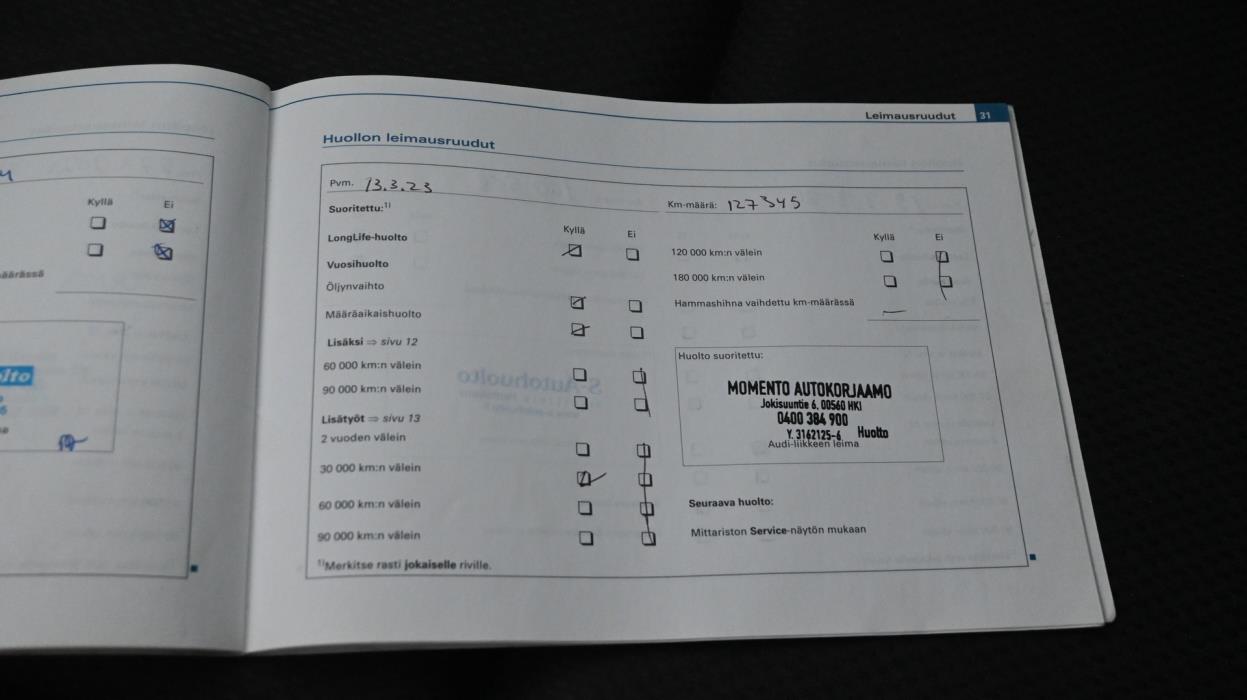 Leimausruudut 31
Huollon leimausruudut
Pvm. 13.3.23
Km-määrä: 127345
Suoritettu:1)
Kyllä Ei
Kyllä Ei
LongLife-huolto
120 000 km:n välein
Vuosihuolto
180 000 km:n välein
Öljynvaihto
Hammashihna vaihdettu km-määrässä
Määräaikaishuolto
Lisäksi ⇒ sivu 12
60 000 km:n välein
90 000 km:n välein
Lisätyöt ⇒ sivu 13
2 vuoden välein
30 000 km:n välein
60 000 km:n välein
90 000 km:n välein
1)Merkitse rasti jokaiselle riville.
Huolto suoritettu:
MOMENTO AUTOKORJAAMO
Jokisuuntie 6, 00560 HKI
0400 384 900
Y. 3162125-6 Huolto
Audi-liikkeen leima
Seuraava huolto:
Mittariston Service-näytön mukaan
Kyllä Ei